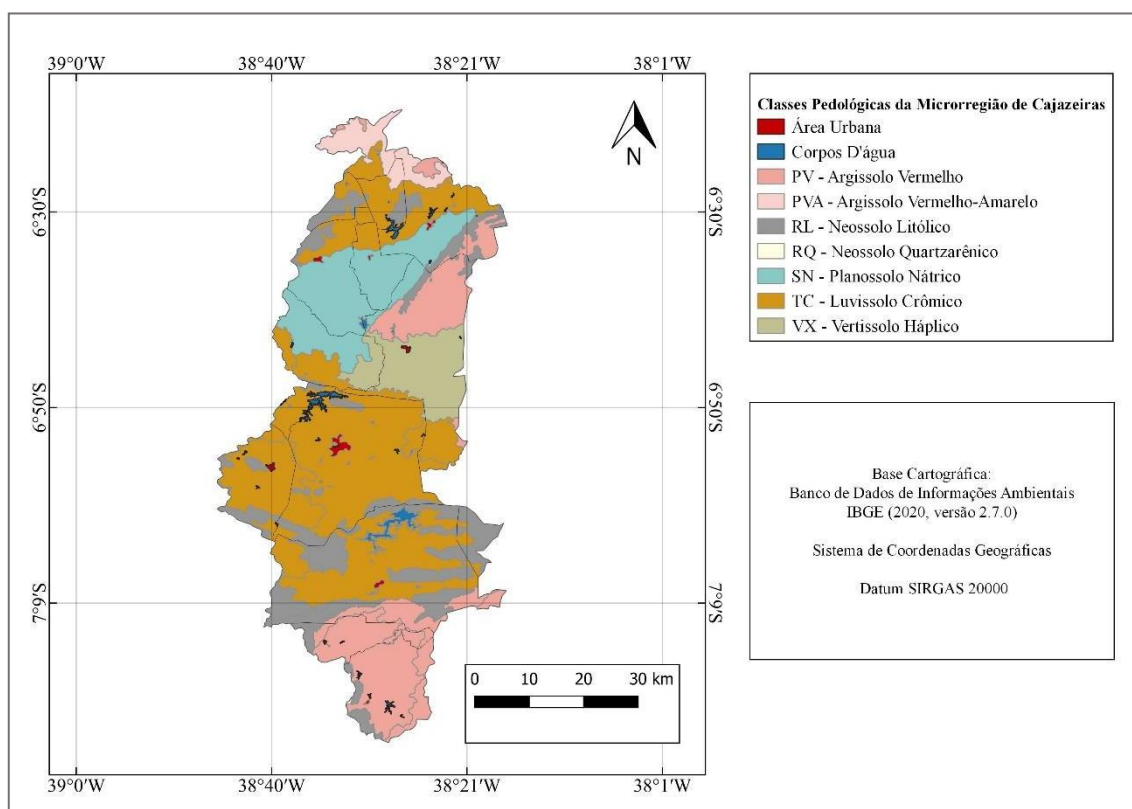 39°0'W
38°40'W
38°21'W
38°1'W
6°30'S
6°30'S
6°50'S
6°50'S
7°9'S
7°9'S
N
0 10 20 30 km
39°0'W
38°40'W
38°21'W
38°1'W
Classes Pedológicas da Microrregião de Cajazeiras
Área Urbana
Corpos D'água
PV - Argissolo Vermelho
PVA - Argissolo Vermelho-Amarelo
RL - Neossolo Litólico
RQ - Neossolo Quartzarênico
SN - Planossolo Nátrico
TC - Luvissolo Crômico
VX - Vertissolo Háplico
Base Cartográfica:
Banco de Dados de Informações Ambientais
IBGE (2020, versão 2.7.0)
Sistema de Coordenadas Geográficas
Datum SIRGAS 20000